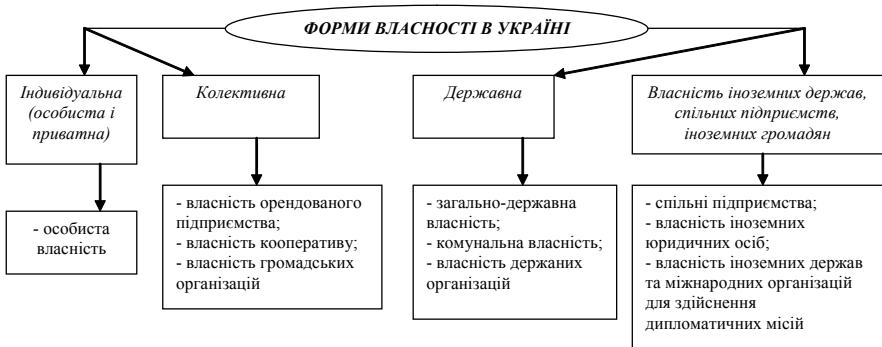 ФОРМИ ВЛАСНОСТІ В УКРАЇНІ
Індивідуальна
(особиста і
приватна)
Колективна
Державна
Власність іноземних держав,
спільних підприємств,
іноземних громадян
- особиста
власність
- власність орендованого
підприємства;
- власність кооперативу;
- власність громадських
організацій
- загально-державна
власність;
- комунальна власність;
- власність держаних
організацій
- спільні підприємства;
- власність іноземних
юридичних осіб;
- власність іноземних держав
та міжнародних організацій
для здійснення
дипломатичних місій